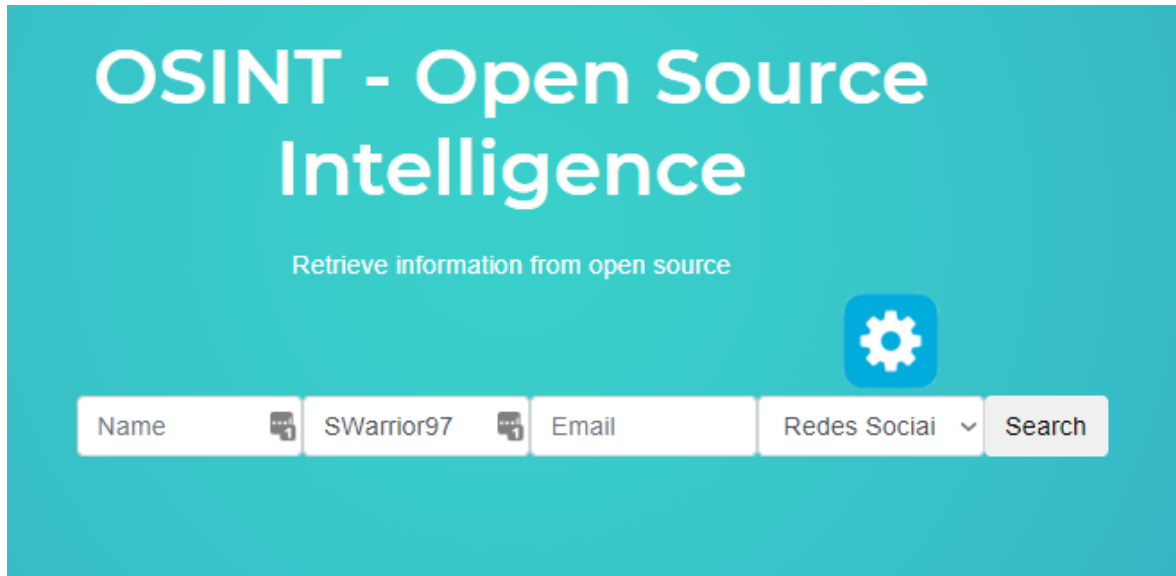 OSINT - Open Source
Intelligence
Retrieve information from open source
Name SWarrior97 Email Redes Sociai Search